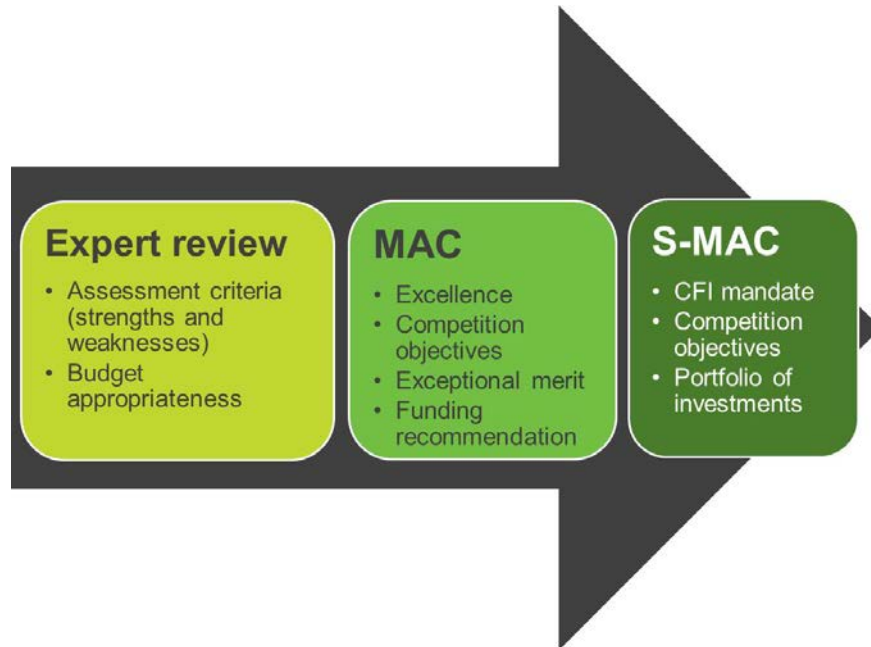 Expert review
• Assessment criteria
(strengths and
weaknesses)
• Budget
appropriateness
MAC
• Excellence
• Competition
objectives
• Exceptional merit
• Funding
recommendation
S-MAC
• CFI mandate
• Competition
objectives
• Portfolio of
investments